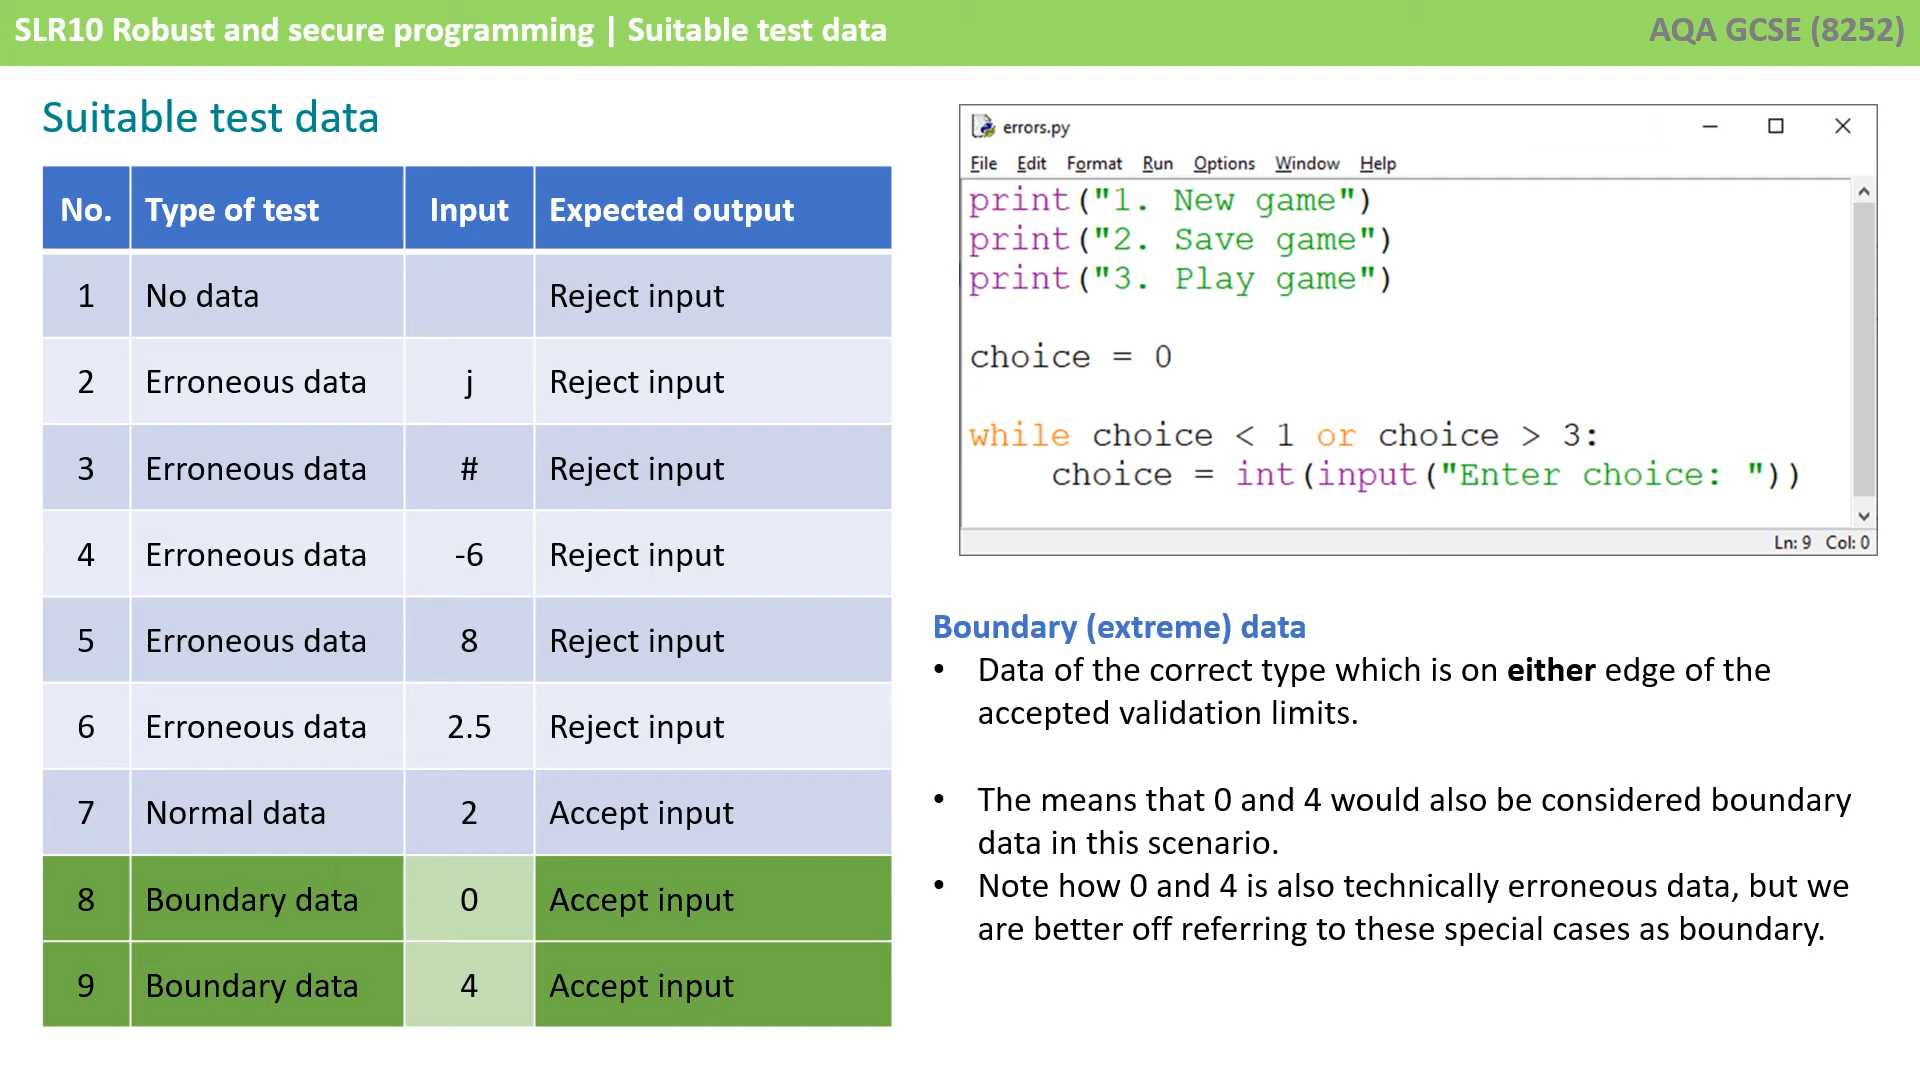 SLR10 Robust and secure programming | Suitable test data
AQA GCSE (8252)
Suitable test data
No. Type of test Input Expected output
1 No data Reject input
2 Erroneous data j Reject input
3 Erroneous data # Reject input
4 Erroneous data -6 Reject input
5 Erroneous data 8 Reject input
6 Erroneous data 2.5 Reject input
7 Normal data 2 Accept input
8 Boundary data 0 Accept input
9 Boundary data 4 Accept input
errors.py
File Edit Format Run Options Window Help
print("1. New game")
print("2. Save game")
print("3. Play game")
choice = 0
while choice < 1 or choice > 3:
    choice = int(input("Enter choice: "))
Ln: 9 Col: 0
Boundary (extreme) data
• Data of the correct type which is on either edge of the
accepted validation limits.
• The means that 0 and 4 would also be considered boundary
data in this scenario.
• Note how 0 and 4 is also technically erroneous data, but we
are better off referring to these special cases as boundary.